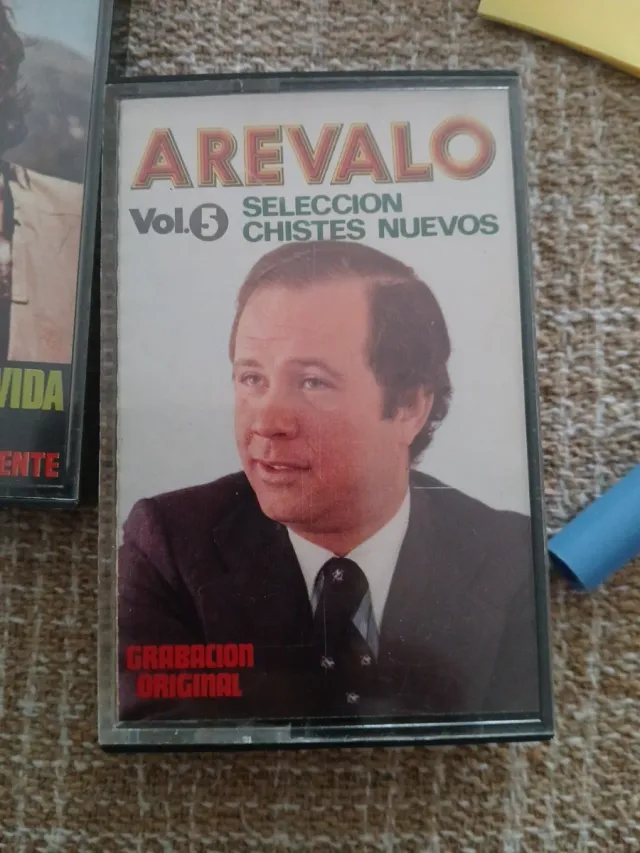 AREVALO
Vol.5 SELECCION
CHISTES NUEVOS
GRABACION
ORIGINAL
VIDA
ENTE